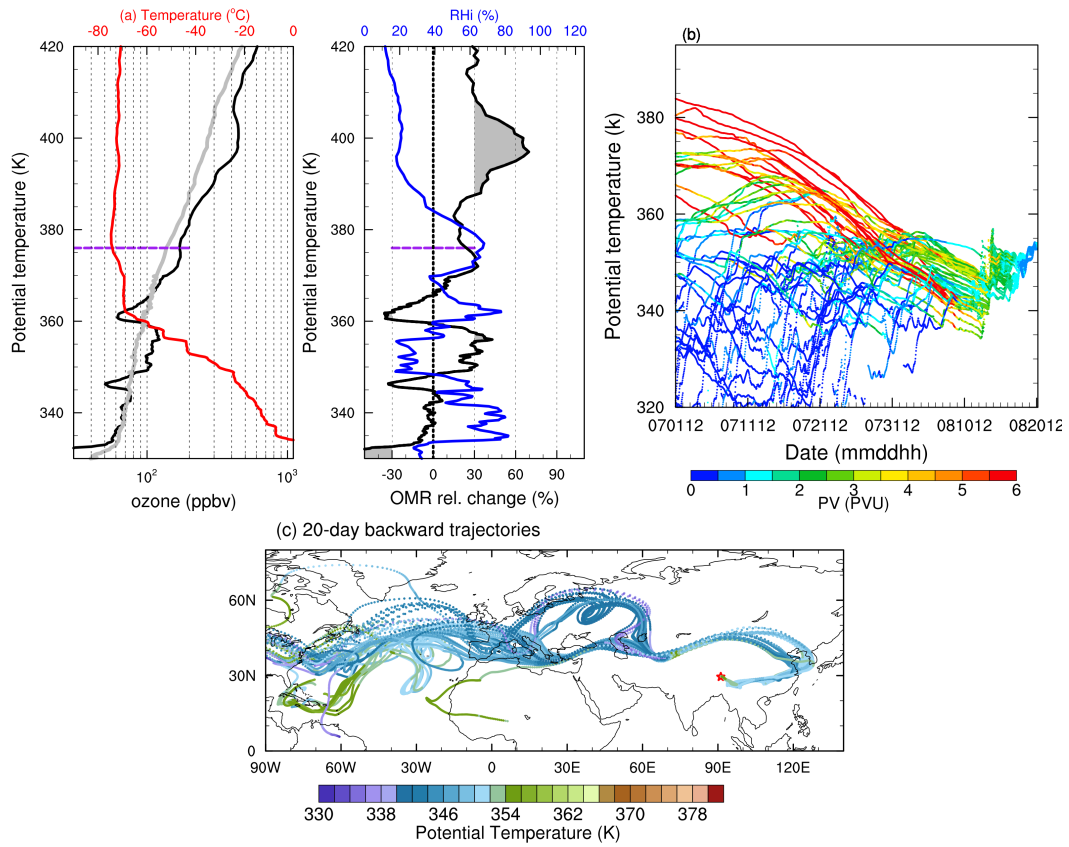 (a) Temperature (°C)
-80 -60 -40 -20 0
420
400
380
360
340
Potential temperature (K)
10² 10³
ozone (ppbv)
RHi (%)
0 20 40 60 80 100 120
420
400
380
360
340
Potential temperature (K)
-30 0 30 60 90
OMR rel. change (%)
(b)
380
360
340
320
Potential temperature (k)
070112 071112 072112 073112 081012 082012
Date (mmddhh)
0 1 2 3 4 5 6
PV (PVU)
(c) 20-day backward trajectories
60N
30N
0
90W 60W 30W 0 30E 60E 90E 120E
330 338 346 354 362 370 378
Potential Temperature (K)